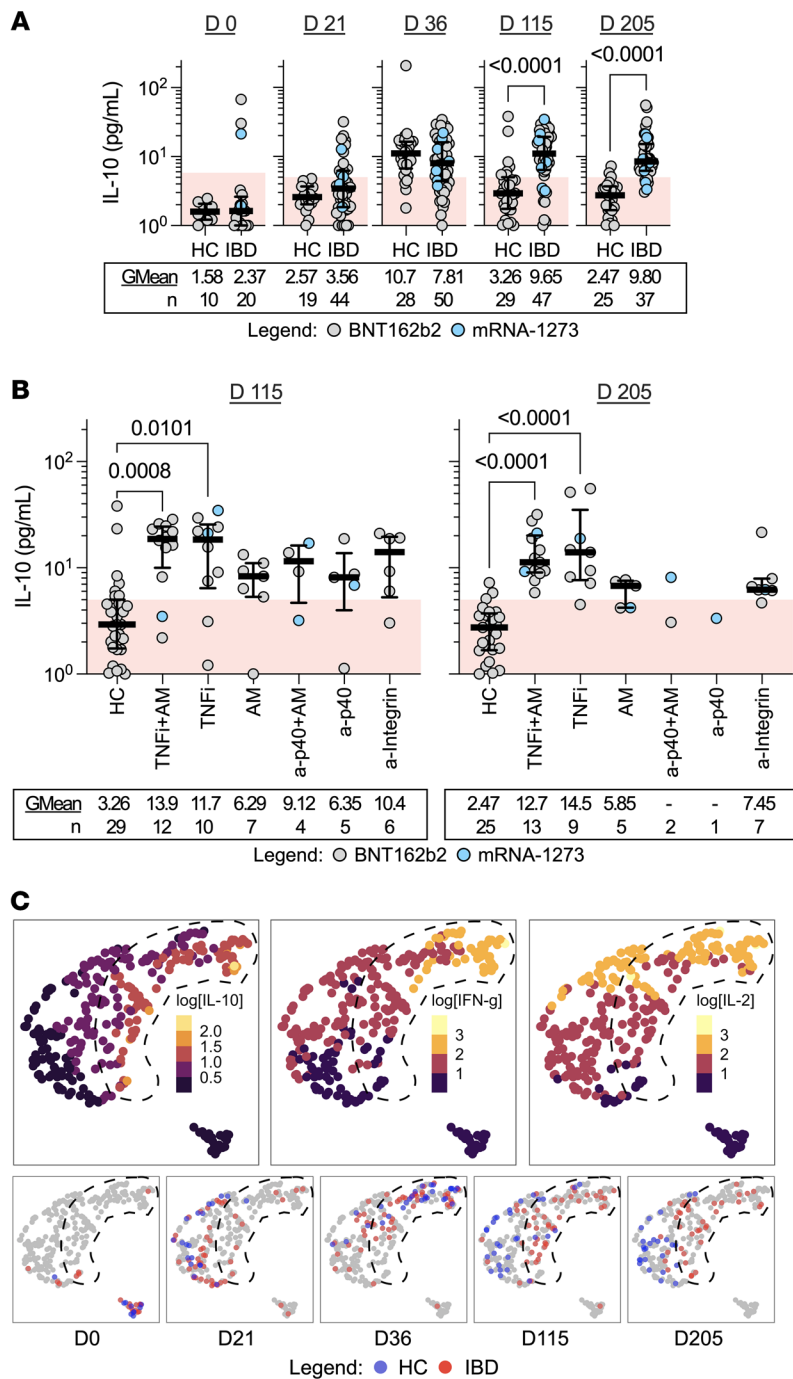 A
D 0 D 21 D 36 D 115 D 205
<0.0001
<0.0001
IL-10 (pg/mL)
10²
10¹
10⁰
HC IBD HC IBD HC IBD HC IBD HC IBD
GMean 1.58 2.37 2.57 3.56 10.7 7.81 3.26 9.65 2.47 9.80
n 10 20 19 44 28 50 29 47 25 37
Legend: BNT162b2 mRNA-1273
B
D 115
0.0101
0.0008
IL-10 (pg/mL)
10²
10¹
10⁰
HC TNFi+AM TNFi AM a-p40+AM a-p40 a-Integrin
GMean 3.26 13.9 11.7 6.29 9.12 6.35 10.4
n 29 12 10 7 4 5 6
D 205
<0.0001
<0.0001
10²
10¹
10⁰
HC TNFi+AM TNFi AM a-p40+AM a-p40 a-Integrin
2.47 12.7 14.5 5.85 - - 7.45
25 13 9 5 2 1 7
Legend: BNT162b2 mRNA-1273
C
log[IL-10]
2.0
1.5
1.0
0.5
log[IFN-g]
3
2
1
log[IL-2]
3
2
1
D0 D21 D36 D115 D205
Legend: HC IBD